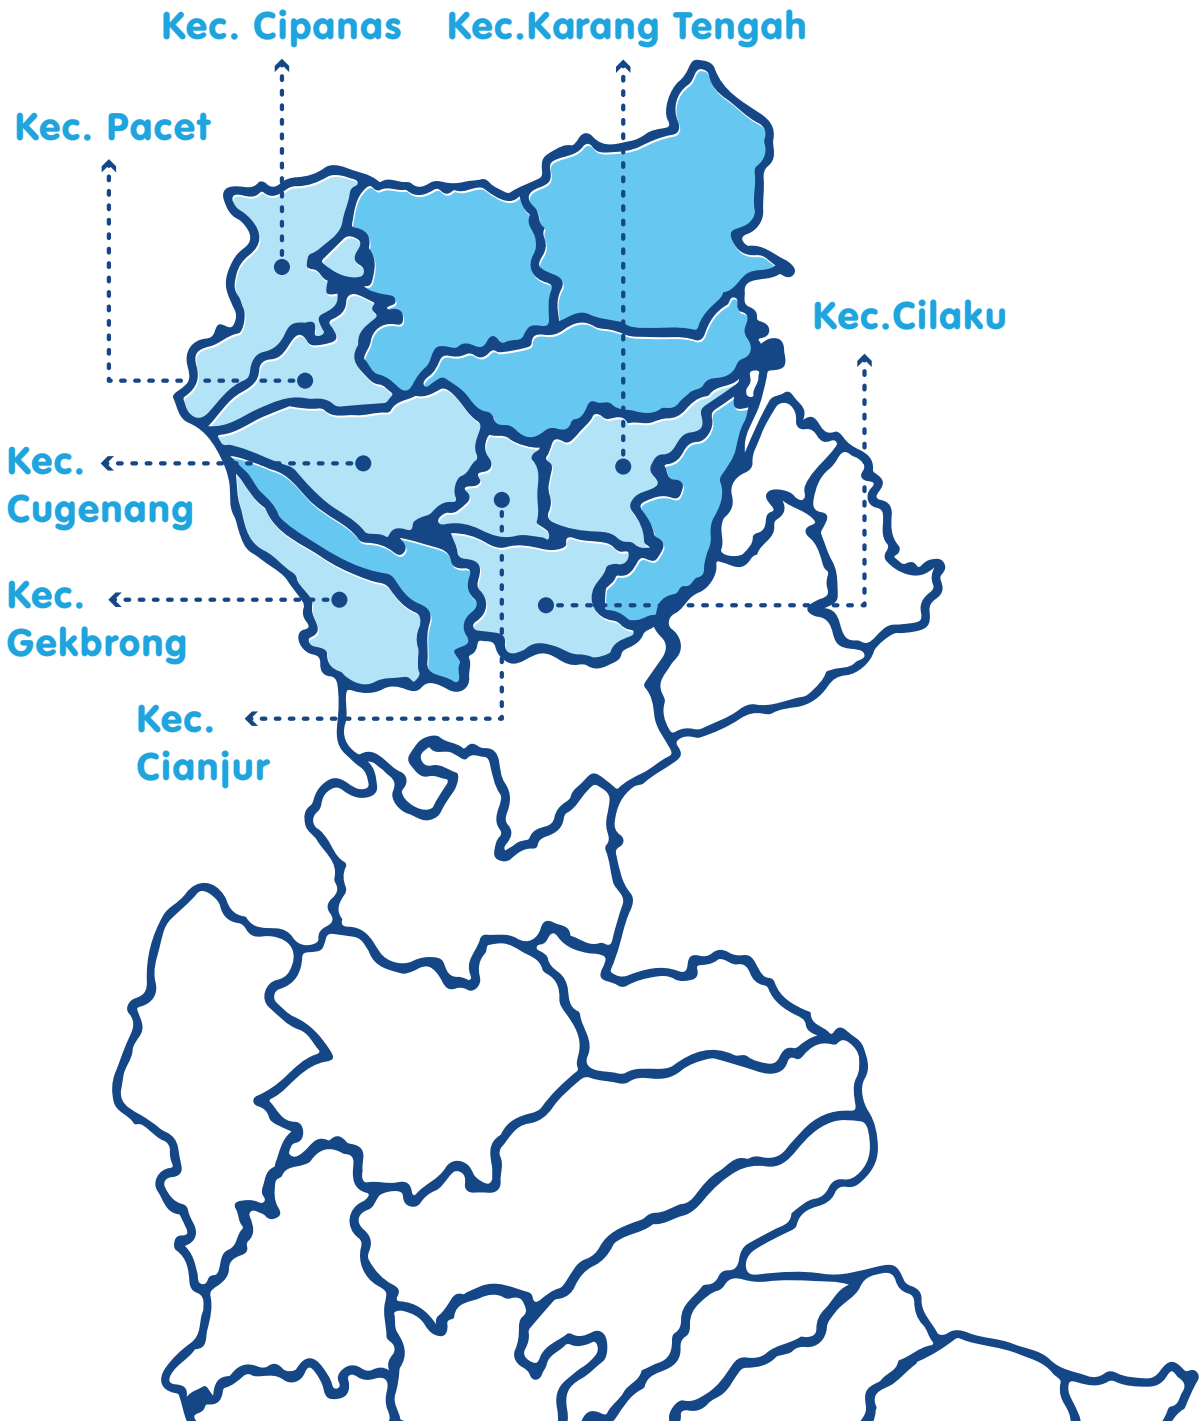 Kec. Cipanas
Kec.Karang Tengah
Kec. Pacet
Kec.Cilaku
Kec.
Cugenang
Kec.
Gekbrong
Kec.
Cianjur